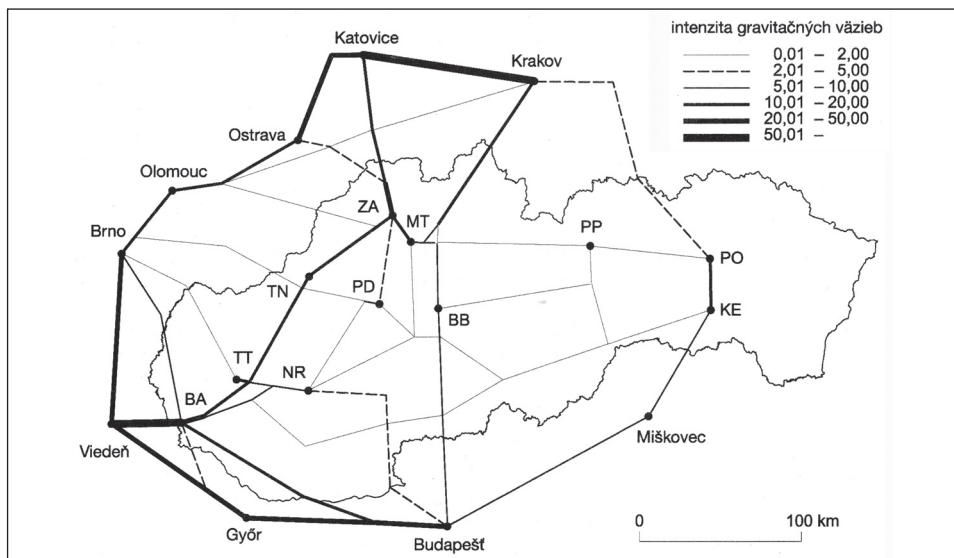 intenzita gravitačných väzieb
0,01 – 2,00
2,01 – 5,00
5,01 – 10,00
10,01 – 20,00
20,01 – 50,00
50,01 –
Katovice
Krakov
Ostrava
Olomouc
ZA
MT
Brno
PP
PO
TN
PD
BB
KE
TT
NR
BA
Viedeň
Miškovec
Győr
Budapešť
0 100 km